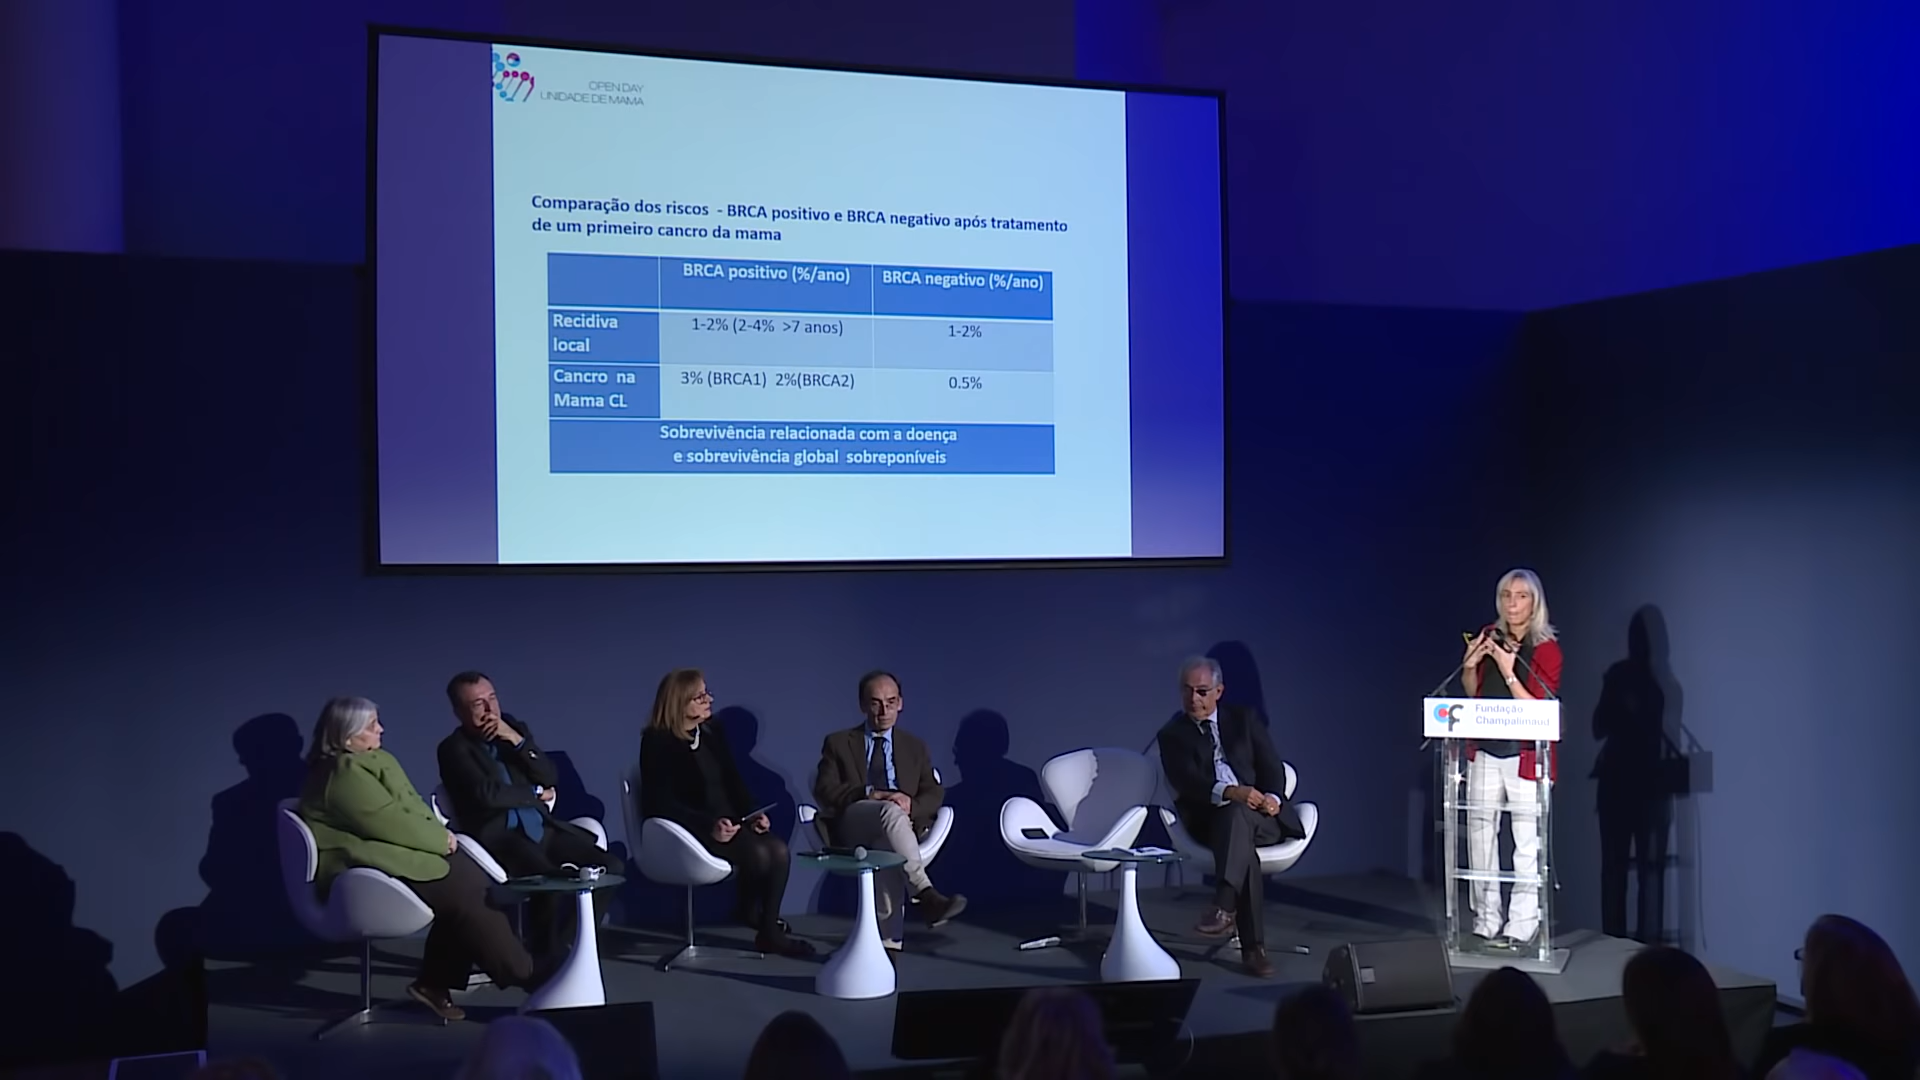 OPEN DAY
UNIDADE DE MAMA
Comparação dos riscos - BRCA positivo e BRCA negativo após tratamento
de um primeiro cancro da mama
BRCA positivo (%/ano) BRCA negativo (%/ano)
Recidiva
local
1-2% (2-4% >7 anos) 1-2%
Cancro na
Mama CL
3% (BRCA1) 2%(BRCA2) 0.5%
Sobrevivência relacionada com a doença
e sobrevivência global sobreponíveis
CF
Fundação
Champalimaud